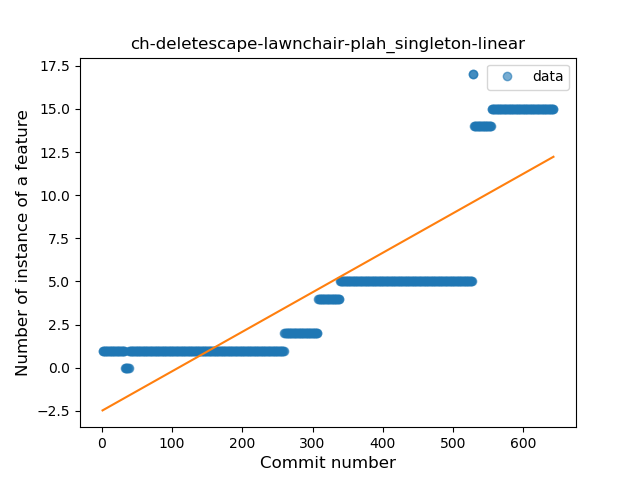 ch-deletescape-lawnchair-plah_singleton-linear
17.5
15.0
12.5
10.0
7.5
5.0
2.5
0.0
−2.5
Number of instance of a feature
data
0 100 200 300 400 500 600
Commit number